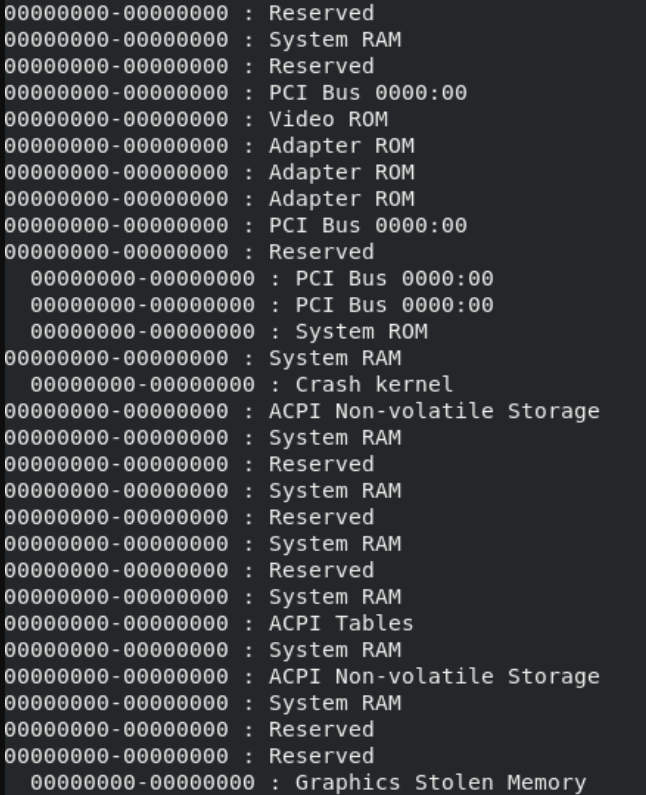 00000000-00000000 : Reserved
00000000-00000000 : System RAM
00000000-00000000 : Reserved
00000000-00000000 : PCI Bus 0000:00
00000000-00000000 : Video ROM
00000000-00000000 : Adapter ROM
00000000-00000000 : Adapter ROM
00000000-00000000 : Adapter ROM
00000000-00000000 : PCI Bus 0000:00
00000000-00000000 : Reserved
  00000000-00000000 : PCI Bus 0000:00
  00000000-00000000 : PCI Bus 0000:00
  00000000-00000000 : System ROM
00000000-00000000 : System RAM
  00000000-00000000 : Crash kernel
00000000-00000000 : ACPI Non-volatile Storage
00000000-00000000 : System RAM
00000000-00000000 : Reserved
00000000-00000000 : System RAM
00000000-00000000 : Reserved
00000000-00000000 : System RAM
00000000-00000000 : Reserved
00000000-00000000 : System RAM
00000000-00000000 : ACPI Tables
00000000-00000000 : System RAM
00000000-00000000 : ACPI Non-volatile Storage
00000000-00000000 : System RAM
00000000-00000000 : Reserved
00000000-00000000 : Reserved
  00000000-00000000 : Graphics Stolen Memory